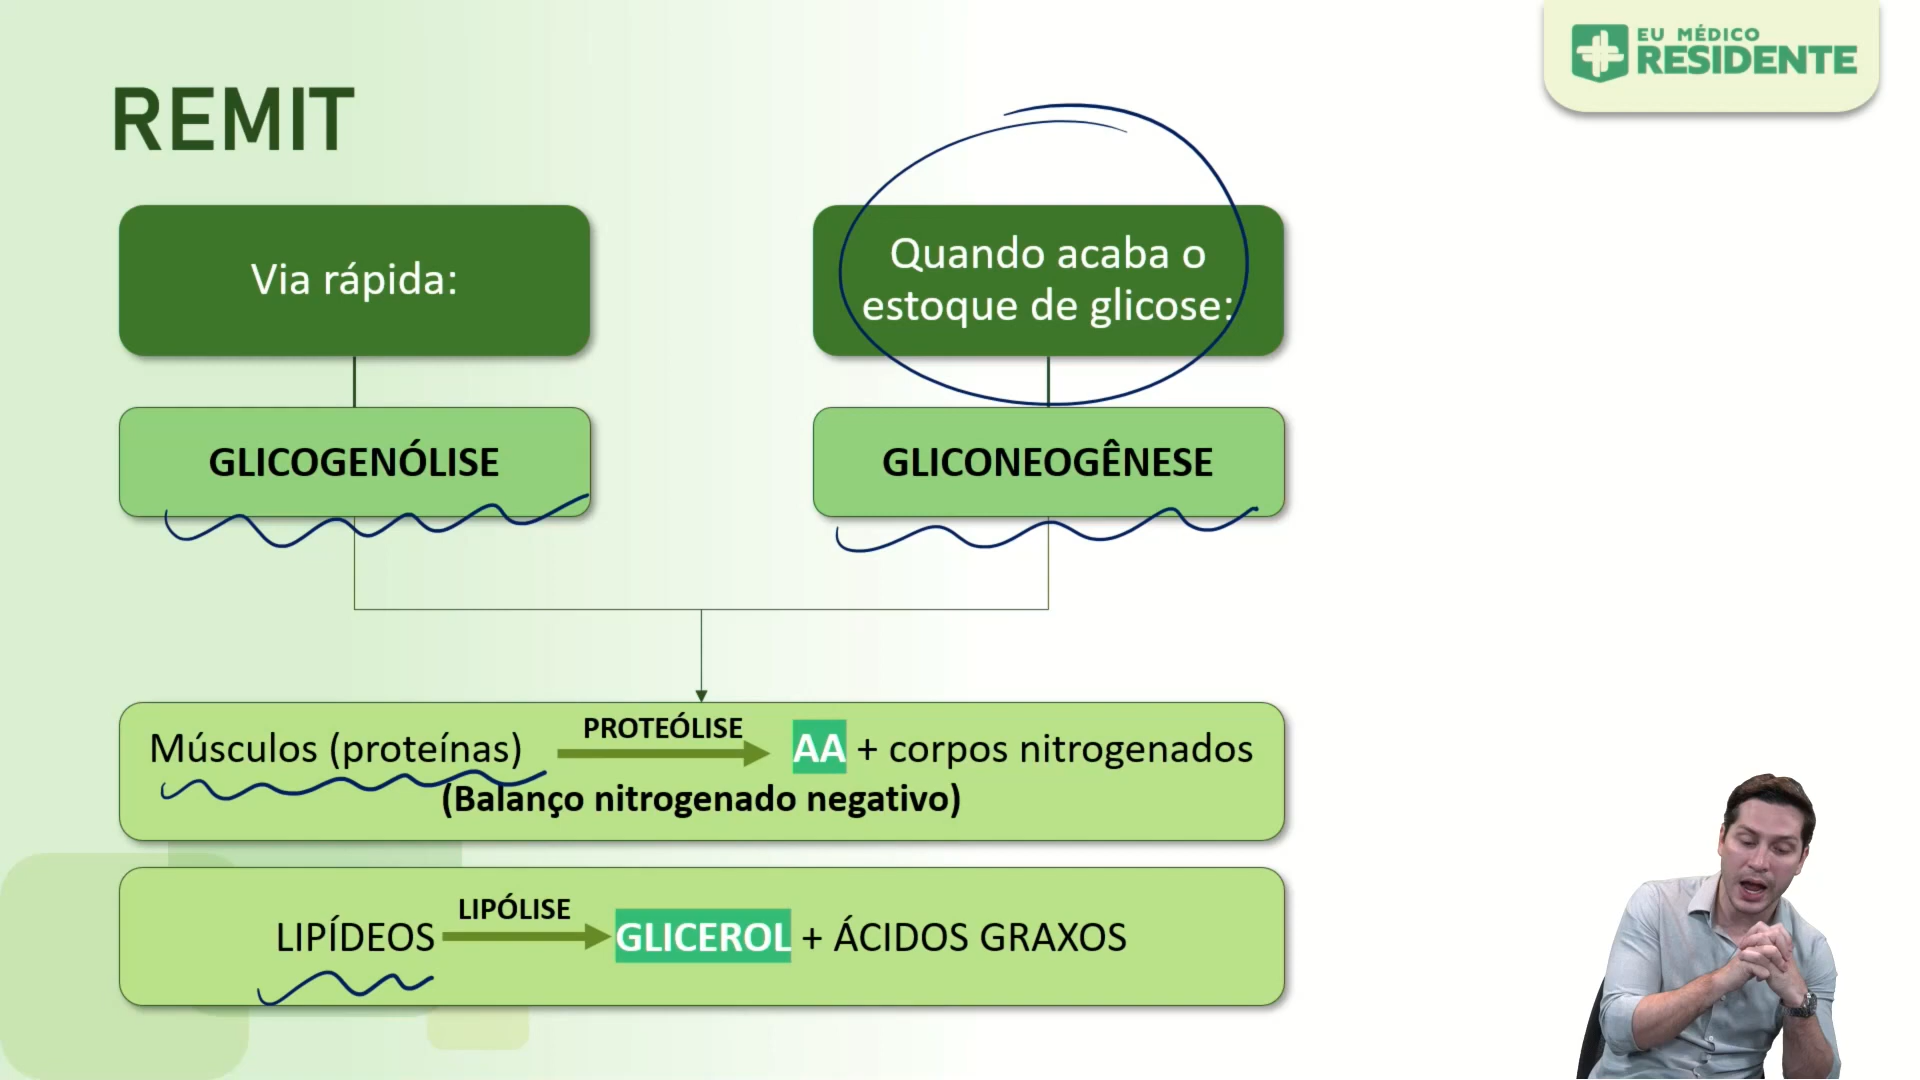 EU MÉDICO
RESIDENTE
REMIT
Via rápida:
Quando acaba o
estoque de glicose:
GLICOGENÓLISE
GLICONEOGÊNESE
Músculos (proteínas) PROTEÓLISE AA + corpos nitrogenados
(Balanço nitrogenado negativo)
LIPÍDEOS LIPÓLISE GLICEROL + ÁCIDOS GRAXOS